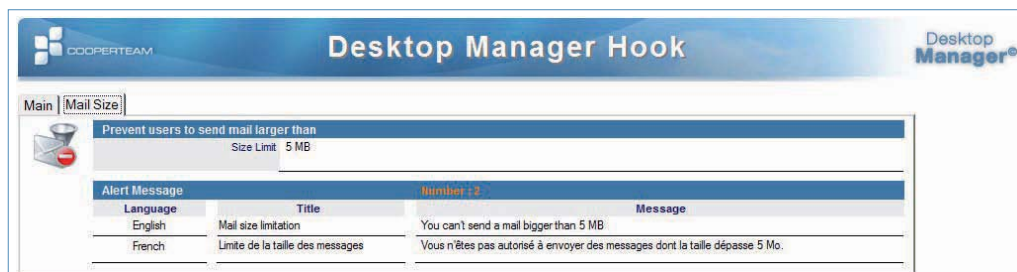 COOPERTEAM
Desktop Manager Hook
Desktop
Manager©
Main Mail Size
Prevent users to send mail larger than
Size Limit 5 MB
Alert Message Number : 2
Language Title Message
English Mail size limitation You can't send a mail bigger than 5 MB
French Limite de la taille des messages Vous n'êtes pas autorisé à envoyer des messages dont la taille dépasse 5 Mo.